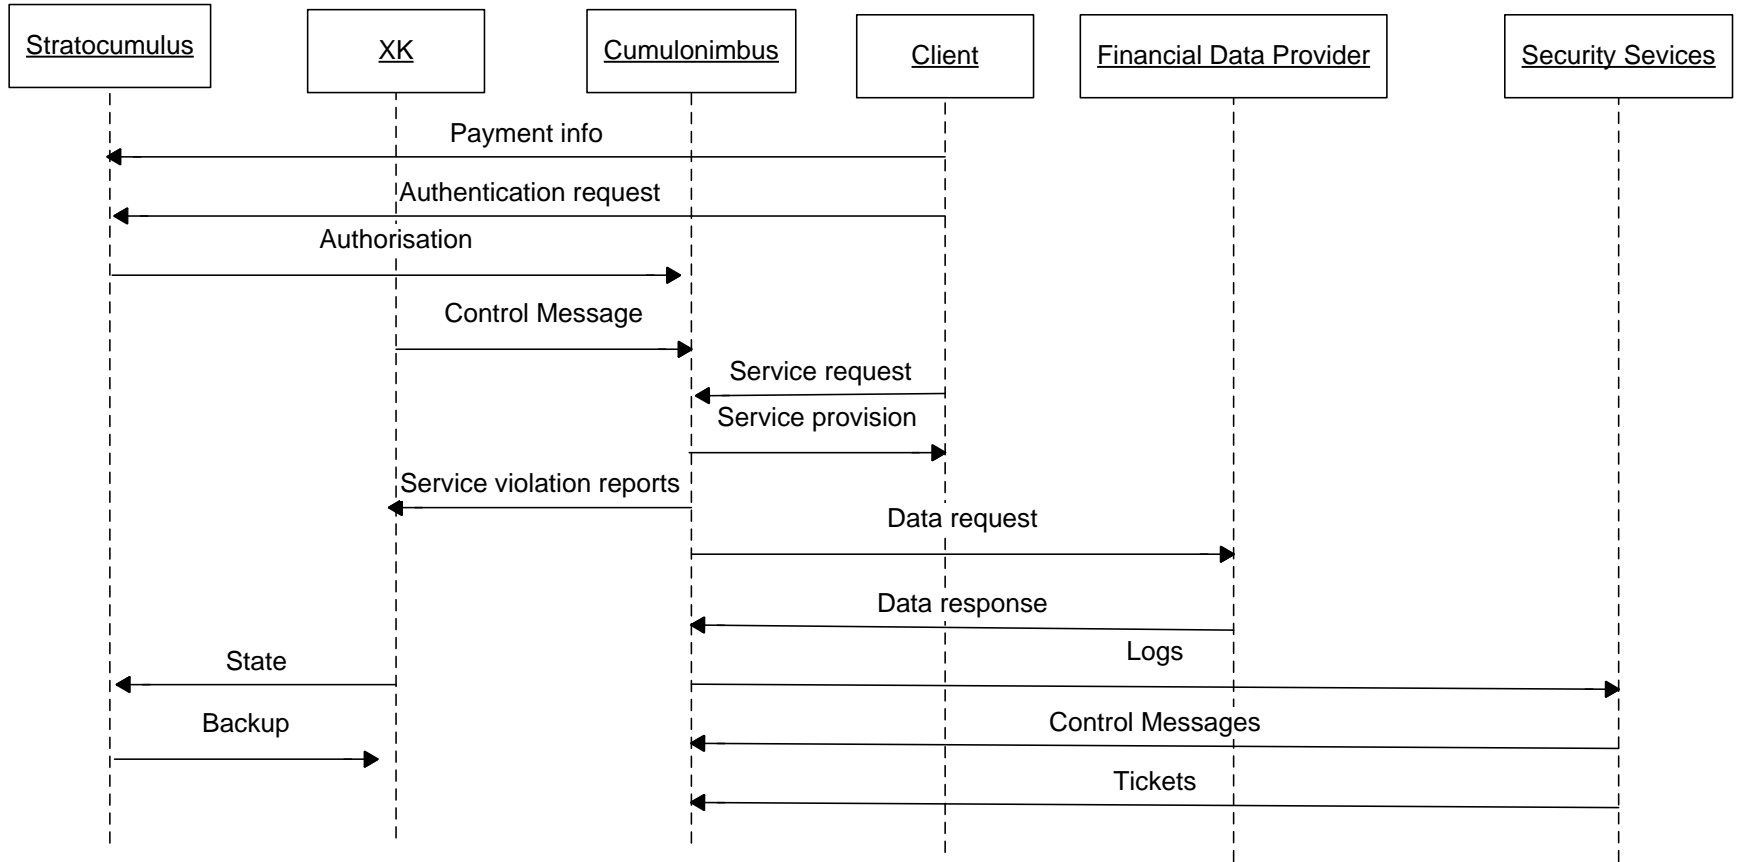 Stratocumulus
XK
Cumulonimbus
Client
Financial Data Provider
Security Sevices
Payment info
Authentication request
Authorisation
Control Message
Service request
Service provision
Service violation reports
Data request
Data response
Logs
State
Backup
Control Messages
Tickets